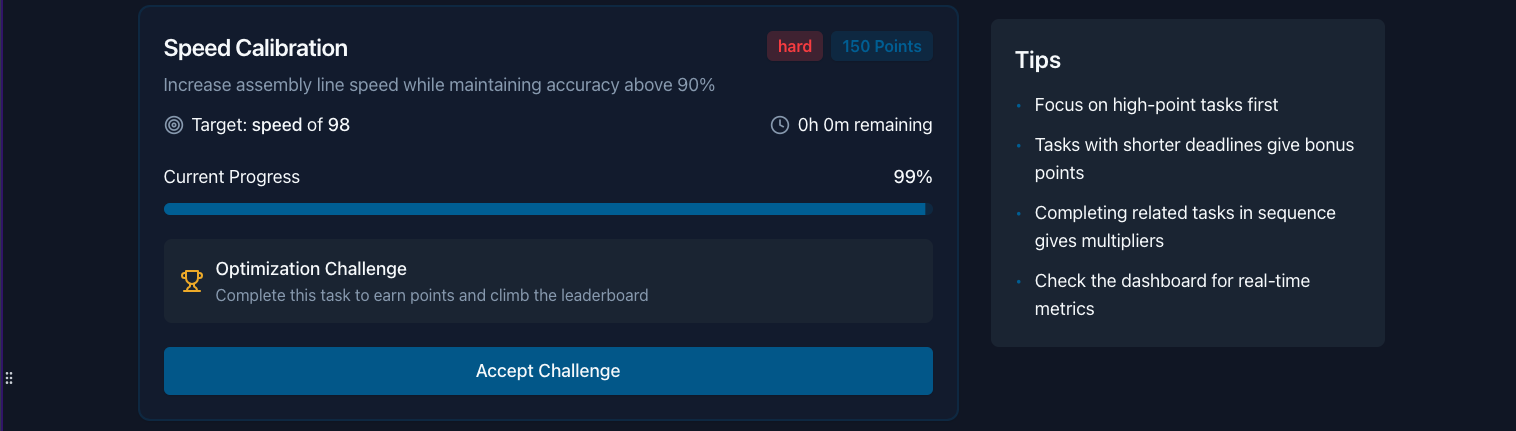 Speed Calibration
hard
150 Points
Increase assembly line speed while maintaining accuracy above 90%
Target: speed of 98
0h 0m remaining
Current Progress
99%
Optimization Challenge
Complete this task to earn points and climb the leaderboard
Accept Challenge
Tips
• Focus on high-point tasks first
• Tasks with shorter deadlines give bonus
points
• Completing related tasks in sequence
gives multipliers
• Check the dashboard for real-time
metrics